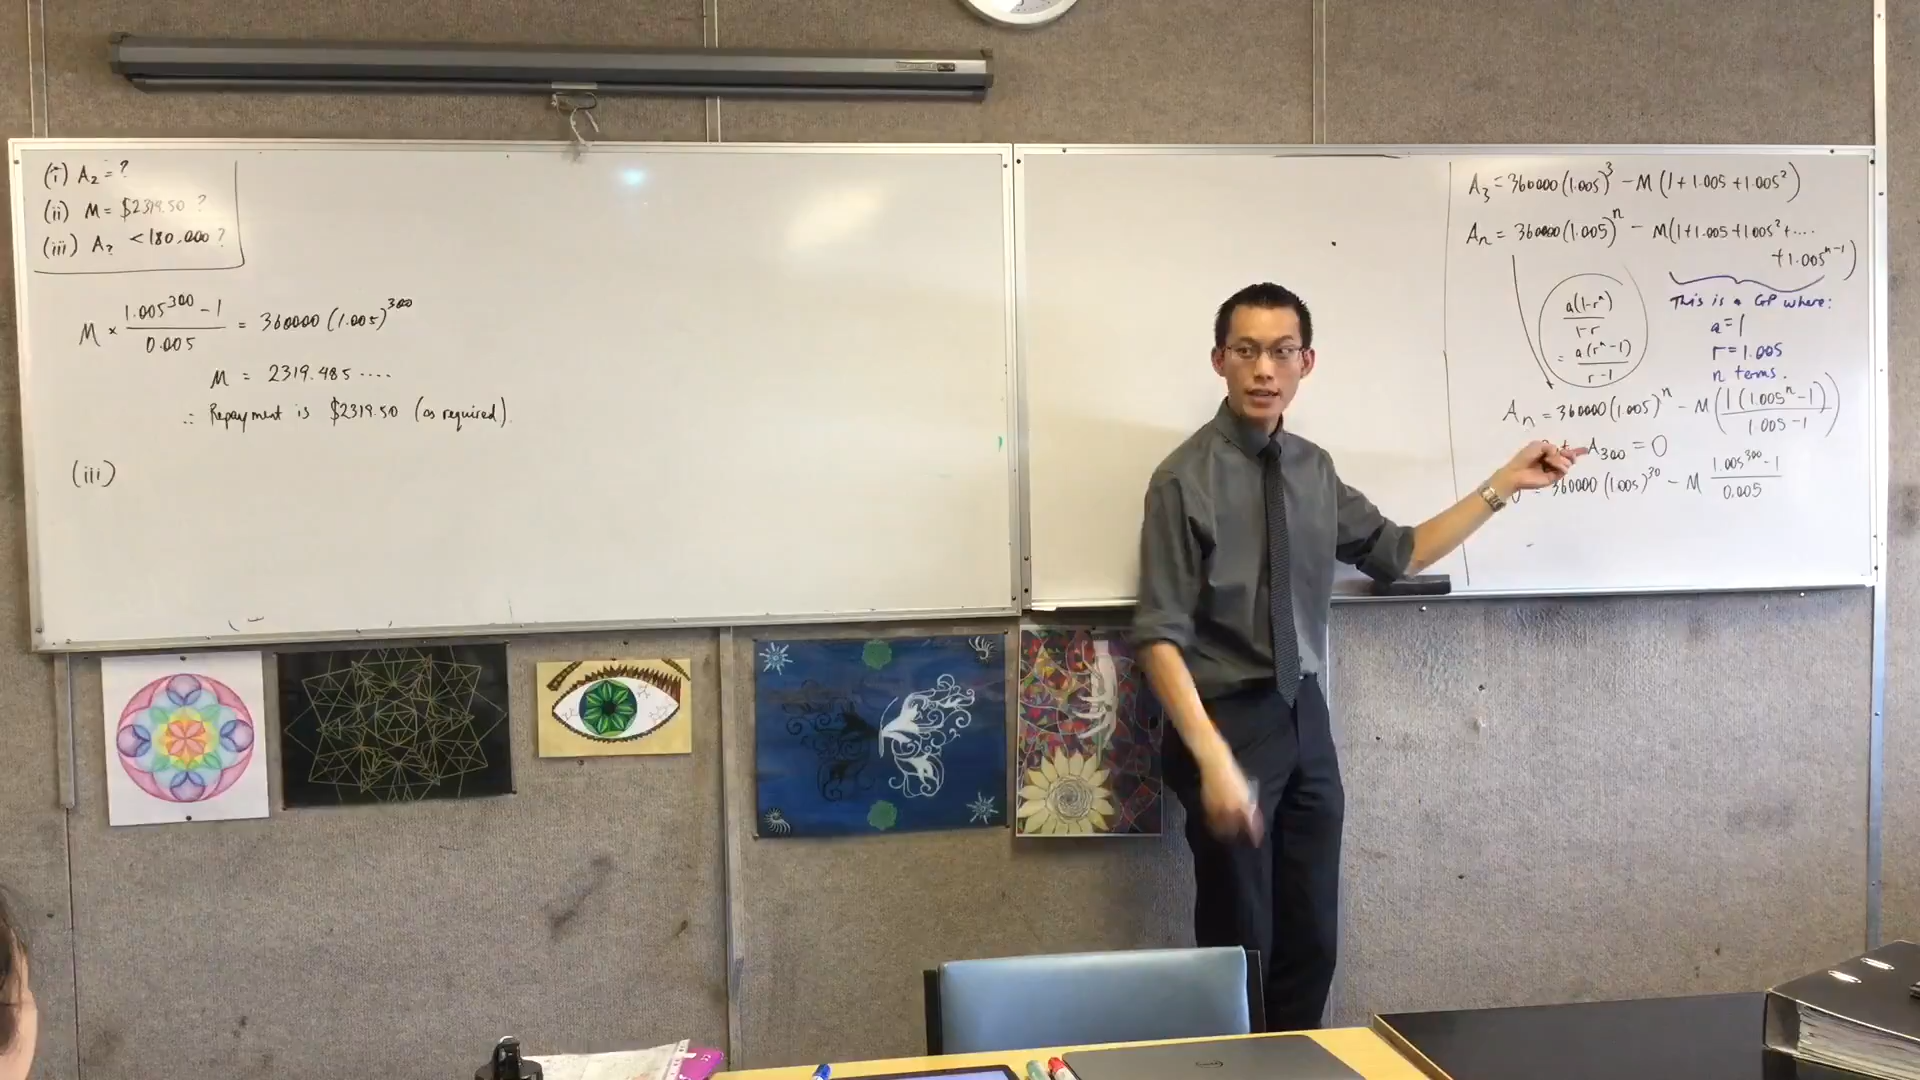 (i) A₂ = ?
(ii) M = $2319.50 ?
(iii) A? < 180,000 ?
M × (1.005³⁰⁰ - 1)/0.005 = 360000 (1.005)³⁰⁰
M = 2319.485 ....
∴ Repayment is $2319.50 (as required).
(iii)
A₃ = 360000 (1.005)³ - M (1 + 1.005 + 1.005²)
Aₙ = 360000 (1.005)ⁿ - M (1 + 1.005 + 1.005² + ....
+ 1.005ⁿ⁻¹)
a(1-rⁿ)/(1-r)
= a(rⁿ-1)/(r-1)
This is a GP where:
a = 1
r = 1.005
n terms.
Aₙ = 360000 (1.005)ⁿ - M (1(1.005ⁿ - 1)/(1.005 - 1))
A₃₀₀ = 0
= 360000 (1.005)³⁰ - M (1.005³⁰⁰ - 1)/0.005